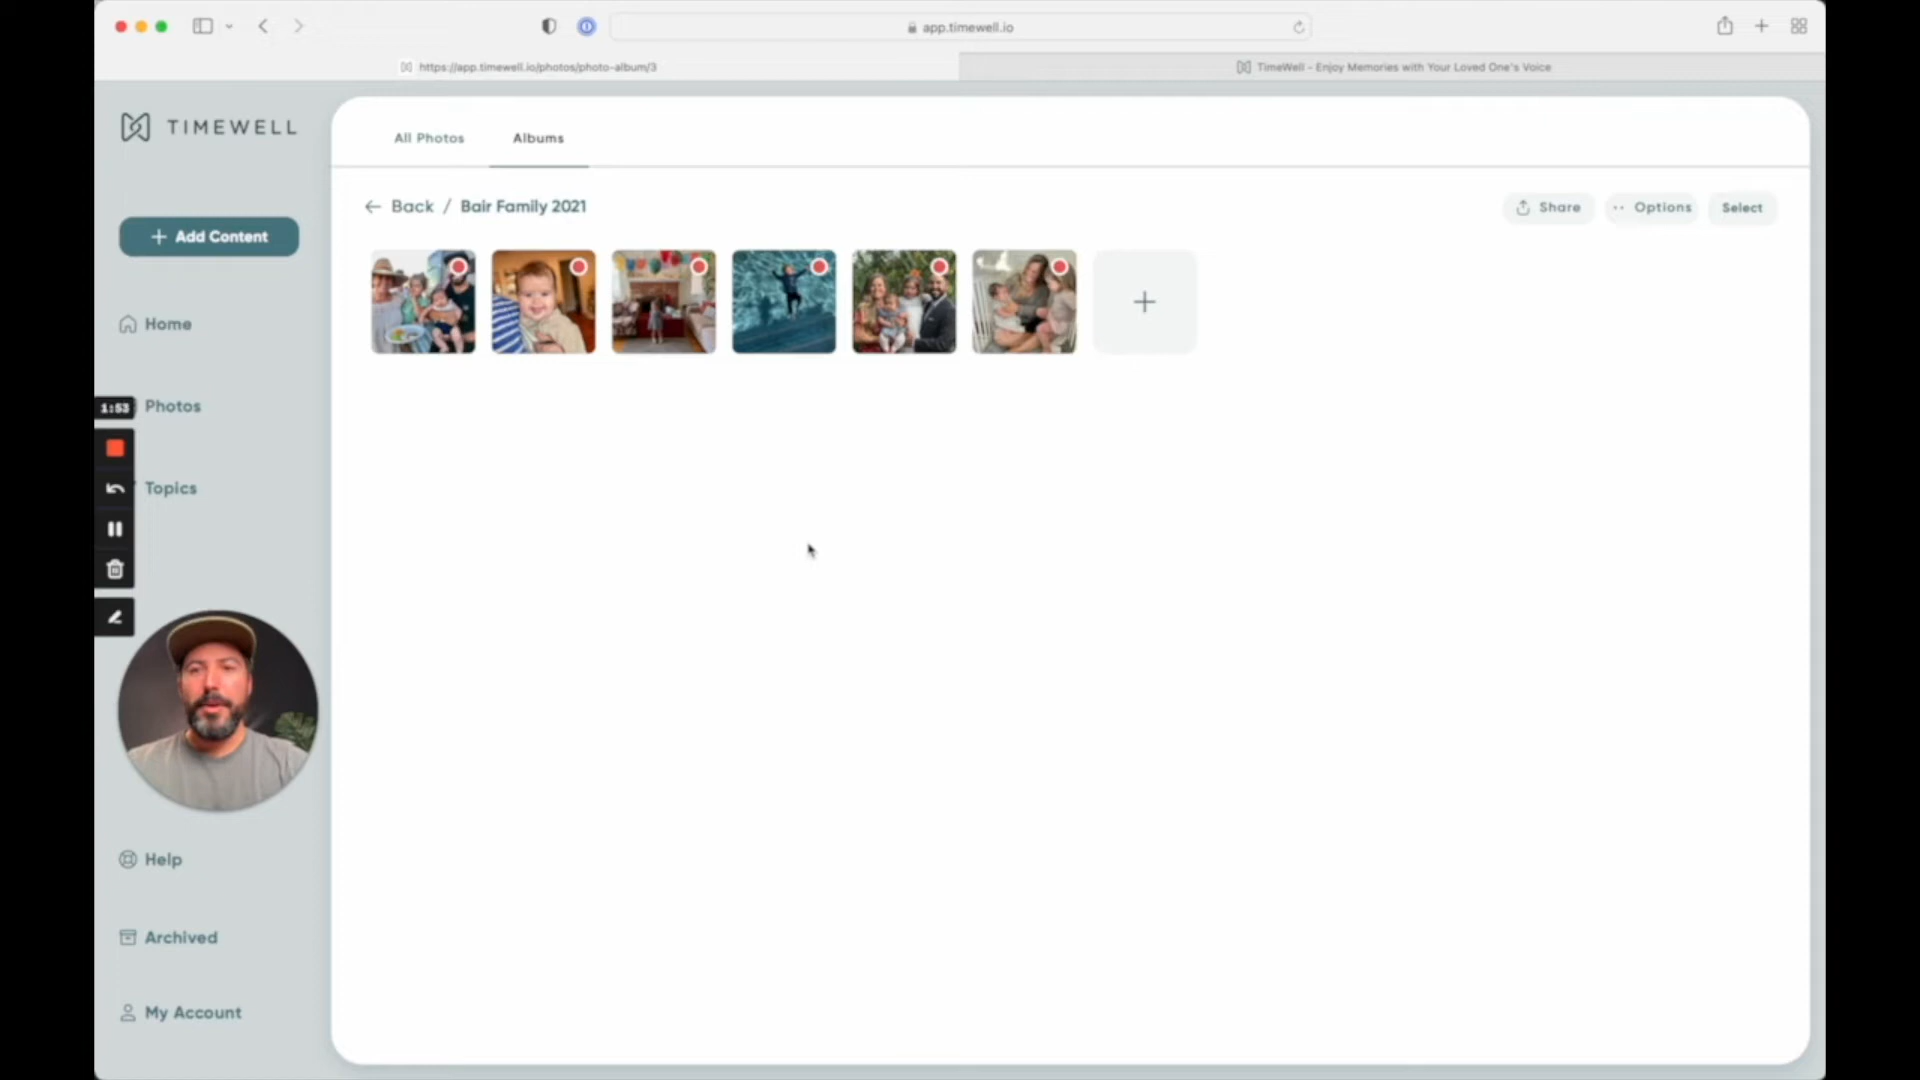 app.timewell.io
https://app.timewell.io/photos/photo-album/3
TimeWell - Enjoy Memories with Your Loved One's Voice
TIMEWELL
All Photos
Albums
Back / Bair Family 2021
Share
Options
Select
Add Content
Home
1:53
Photos
Topics
Help
Archived
My Account